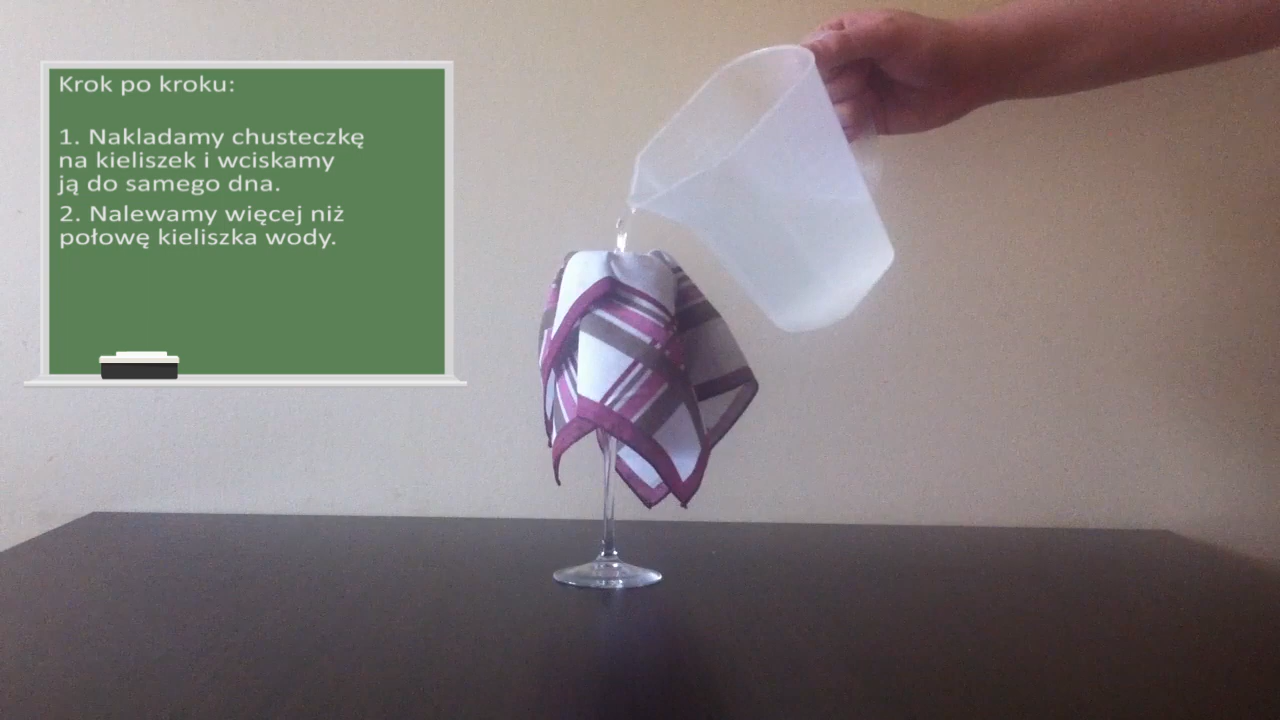 Krok po kroku:
1. Nakladamy chusteczkę
na kieliszek i wciskamy
ją do samego dna.
2. Nalewamy więcej niż
połowę kieliszka wody.